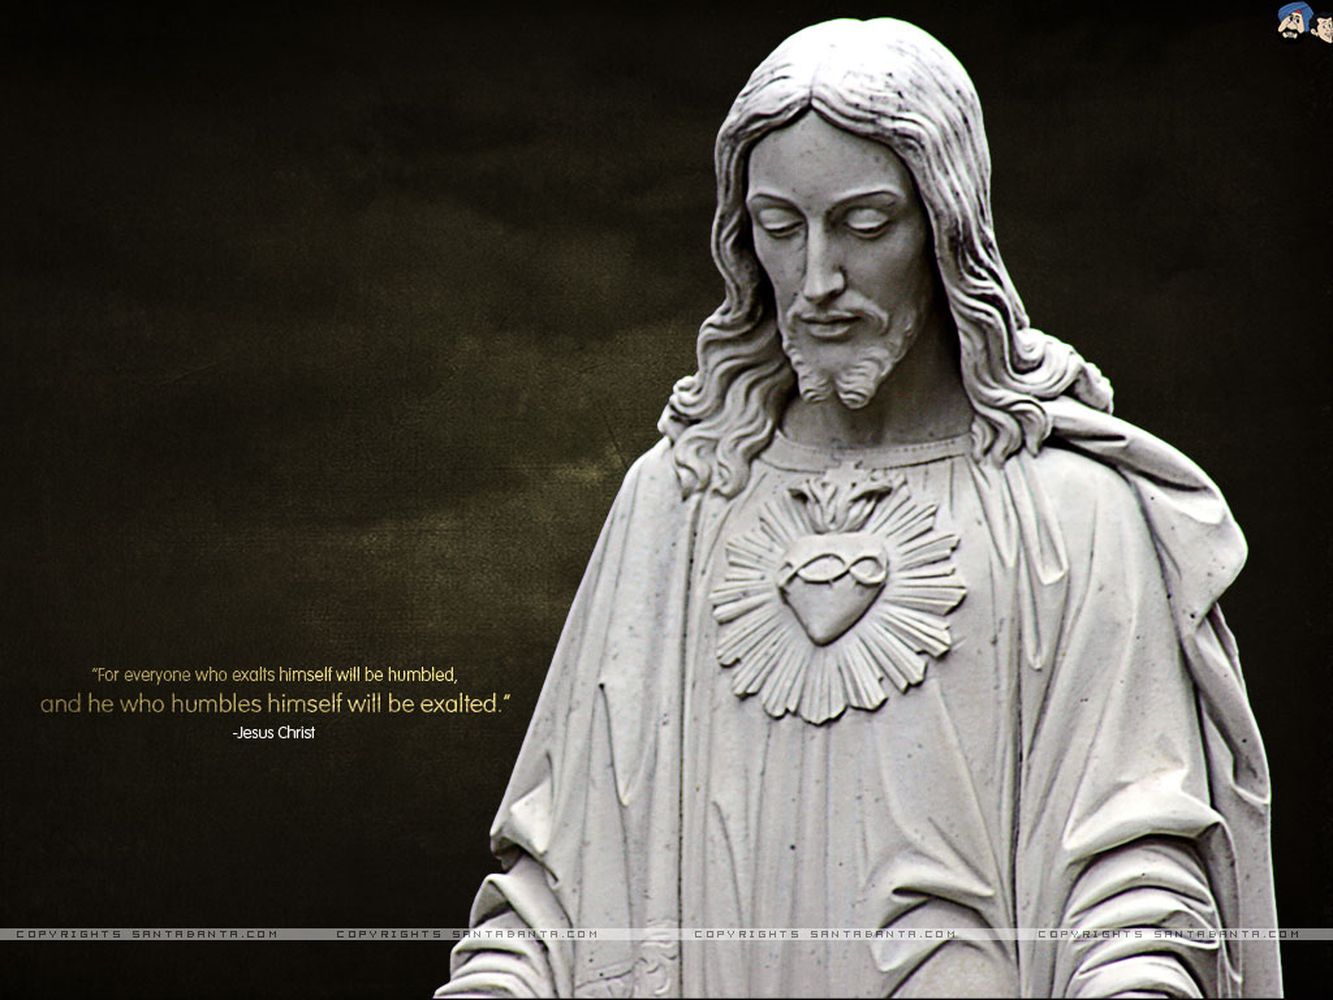 “For everyone who exalts himself will be humbled,
and he who humbles himself will be exalted.”
-Jesus Christ
COPYRIGHTS SANTABANTA.COM COPYRIGHTS SANTABANTA.COM COPYRIGHTS SANTABANTA.COM COPYRIGHTS SANTABANTA.COM